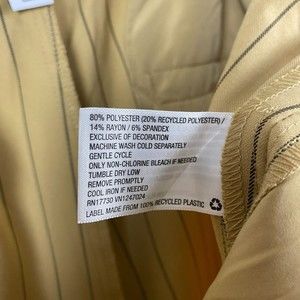 80% POLYESTER (20% RECYCLED POLYESTER) /
14% RAYON / 6% SPANDEX
EXCLUSIVE OF DECORATION
MACHINE WASH COLD SEPARATELY
GENTLE CYCLE
ONLY NON-CHLORINE BLEACH IF NEEDED
TUMBLE DRY LOW
REMOVE PROMPTLY
COOL IRON IF NEEDED
RN17730 VN1247024
LABEL MADE FROM 100% RECYCLED PLASTIC